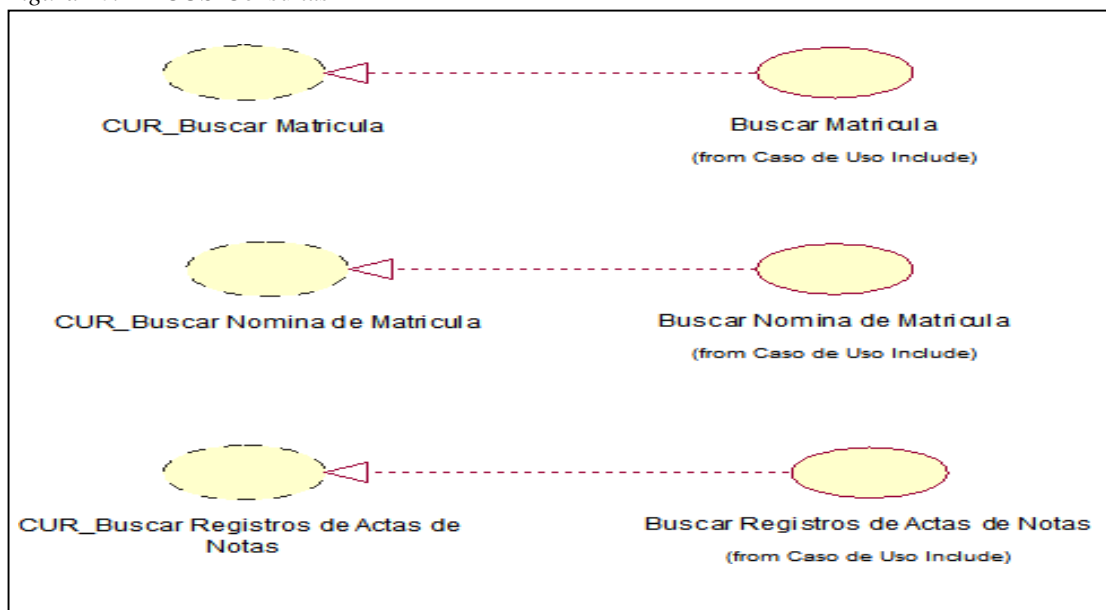 CUR_Buscar Matricula
Buscar Matricula
(from Caso de Uso Include)
CUR_Buscar Nomina de Matricula
Buscar Nomina de Matricula
(from Caso de Uso Include)
CUR_Buscar Registros de Actas de
Notas
Buscar Registros de Actas de Notas
(from Caso de Uso Include)